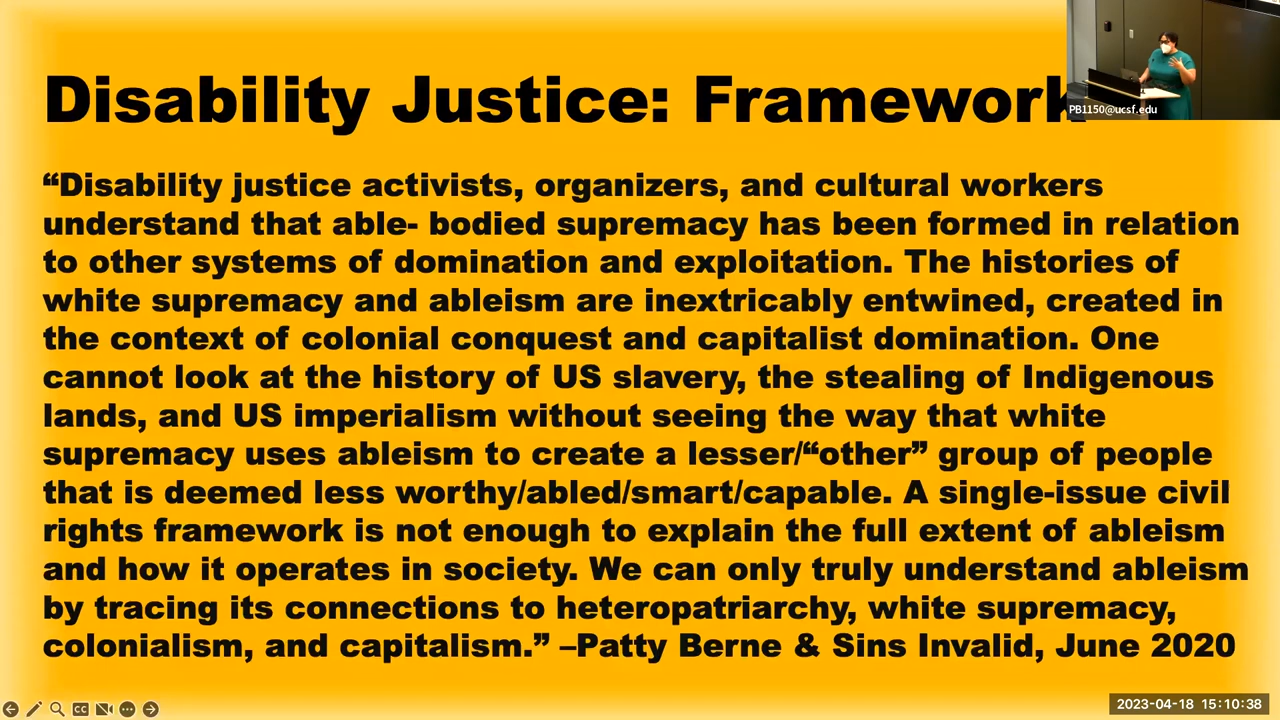 Disability Justice: Framework
PB1150@ucsf.edu
“Disability justice activists, organizers, and cultural workers
understand that able- bodied supremacy has been formed in relation
to other systems of domination and exploitation. The histories of
white supremacy and ableism are inextricably entwined, created in
the context of colonial conquest and capitalist domination. One
cannot look at the history of US slavery, the stealing of Indigenous
lands, and US imperialism without seeing the way that white
supremacy uses ableism to create a lesser/“other” group of people
that is deemed less worthy/abled/smart/capable. A single-issue civil
rights framework is not enough to explain the full extent of ableism
and how it operates in society. We can only truly understand ableism
by tracing its connections to heteropatriarchy, white supremacy,
colonialism, and capitalism.” –Patty Berne & Sins Invalid, June 2020
CC
2023-04-18 15:10:38